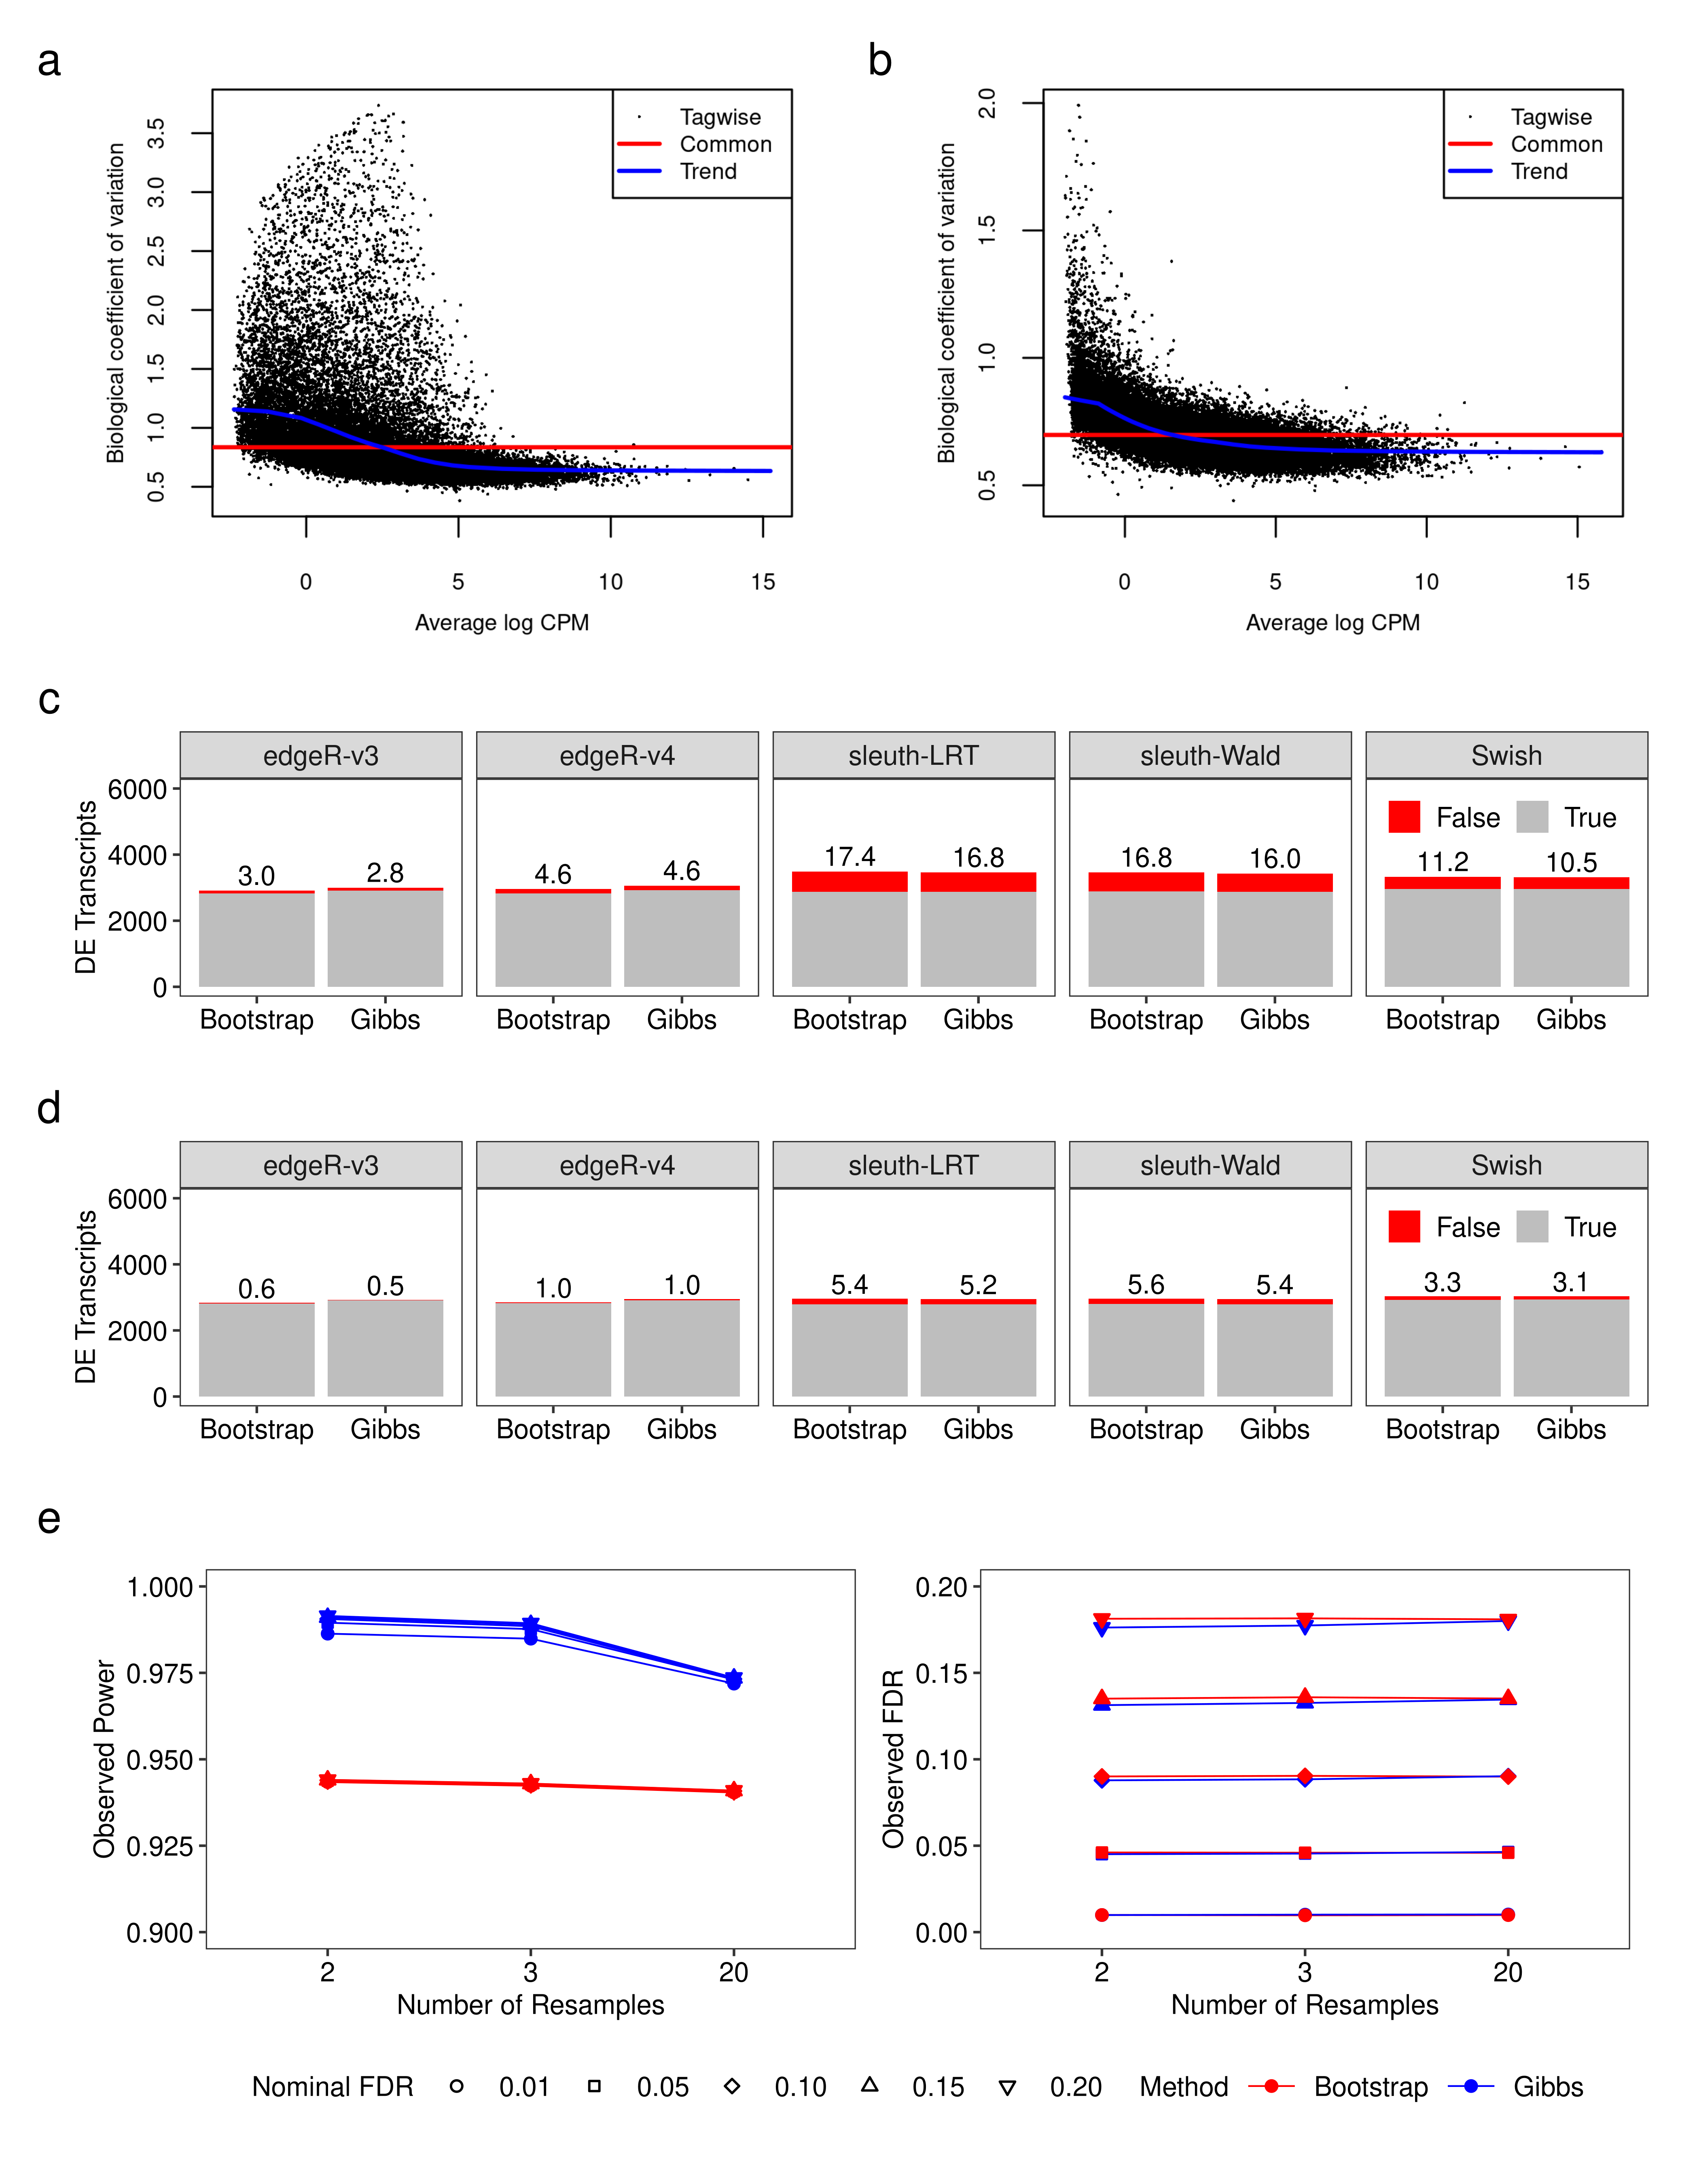 a
b
Biological coefficient of variation
3.5
3.0
2.5
2.0
1.5
1.0
0.5
Tagwise
Common
Trend
0 5 10 15
Average log CPM
Biological coefficient of variation
2.0
1.5
1.0
0.5
Tagwise
Common
Trend
0 5 10 15
Average log CPM
c
edgeR-v3 edgeR-v4 sleuth-LRT sleuth-Wald Swish
DE Transcripts
6000
4000
2000
0
False True
3.0 2.8 4.6 4.6 17.4 16.8 16.8 16.0 11.2 10.5
Bootstrap Gibbs Bootstrap Gibbs Bootstrap Gibbs Bootstrap Gibbs Bootstrap Gibbs
d
edgeR-v3 edgeR-v4 sleuth-LRT sleuth-Wald Swish
DE Transcripts
6000
4000
2000
0
False True
0.6 0.5 1.0 1.0 5.4 5.2 5.6 5.4 3.3 3.1
Bootstrap Gibbs Bootstrap Gibbs Bootstrap Gibbs Bootstrap Gibbs Bootstrap Gibbs
e
Observed Power
1.000
0.975
0.950
0.925
0.900
2 3 20
Number of Resamples
Observed FDR
0.20
0.15
0.10
0.05
0.00
2 3 20
Number of Resamples
Nominal FDR 0.01 0.05 0.10 0.15 0.20 Method Bootstrap Gibbs